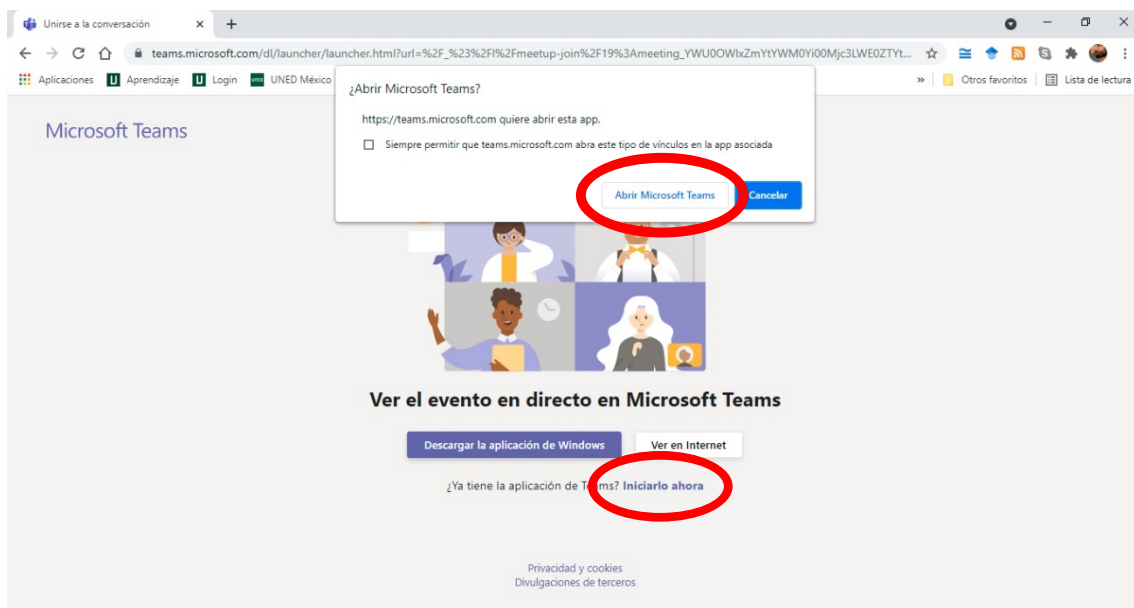 Unirse a la conversación
teams.microsoft.com/dl/launcher/launcher.html?url=%2F_%23%2Fl%2Fmeetup-join%2F19%3Ameeting_YWU0OWIxZmYtYWM0Yi00Mjc3LWE0ZTYt...
Aplicaciones Aprendizaje Login UNED México » Otros favoritos Lista de lectura
¿Abrir Microsoft Teams?
https://teams.microsoft.com quiere abrir esta app.
Siempre permitir que teams.microsoft.com abra este tipo de vínculos en la app asociada
Abrir Microsoft Teams Cancelar
Microsoft Teams
Ver el evento en directo en Microsoft Teams
Descargar la aplicación de Windows Ver en Internet
¿Ya tiene la aplicación de Teams? Iniciarlo ahora
Privacidad y cookies
Divulgaciones de terceros